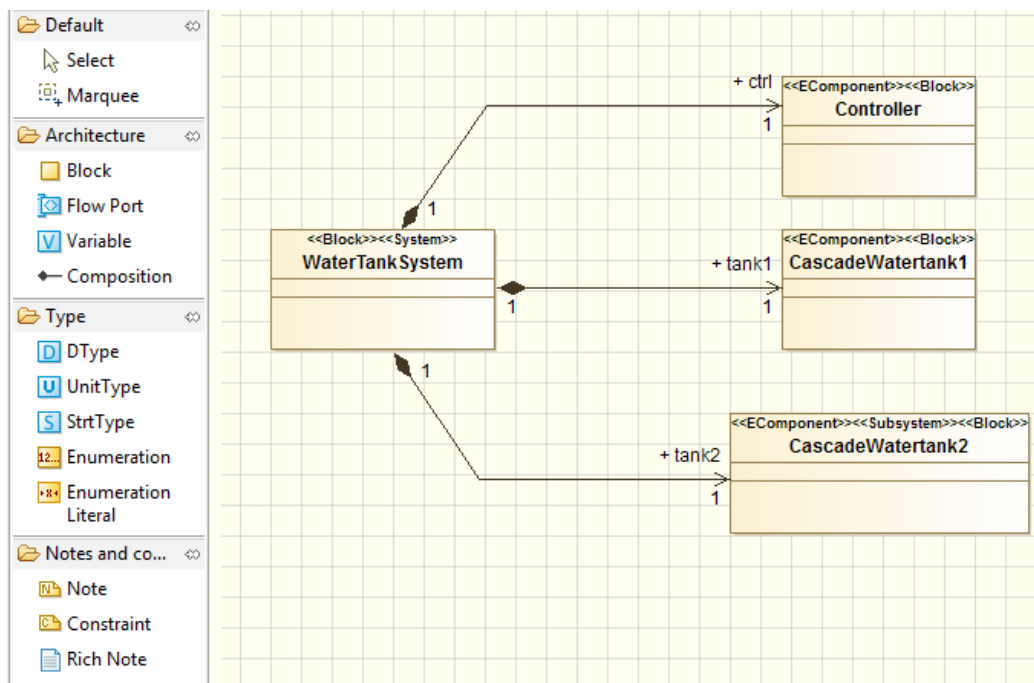 Default
Select
Marquee
Architecture
Block
Flow Port
Variable
Composition
Type
DType
UnitType
StrtType
Enumeration
Enumeration
Literal
Notes and co...
Note
Constraint
Rich Note
+ ctrl
1
<<EComponent>><<Block>>
Controller
1
<<Block>><<System>>
WaterTankSystem
1
+ tank1
1
<<EComponent>><<Block>>
CascadeWatertank1
1
+ tank2
1
<<EComponent>><<Subsystem>><<Block>>
CascadeWatertank2